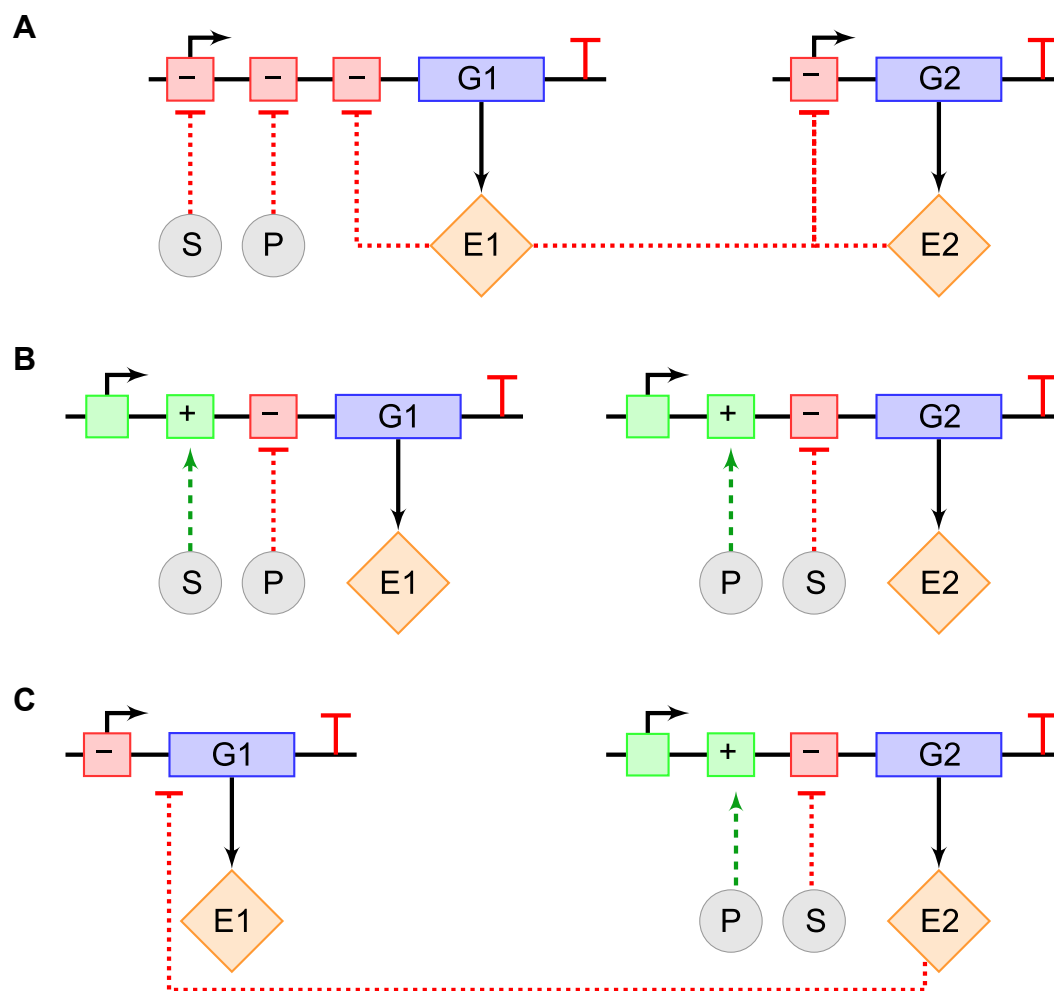 A
− − − G1 − G2
S P E1 E2
B
+ − G1 + − G2
S P E1 P S E2
C
− G1 + − G2
E1 P S E2